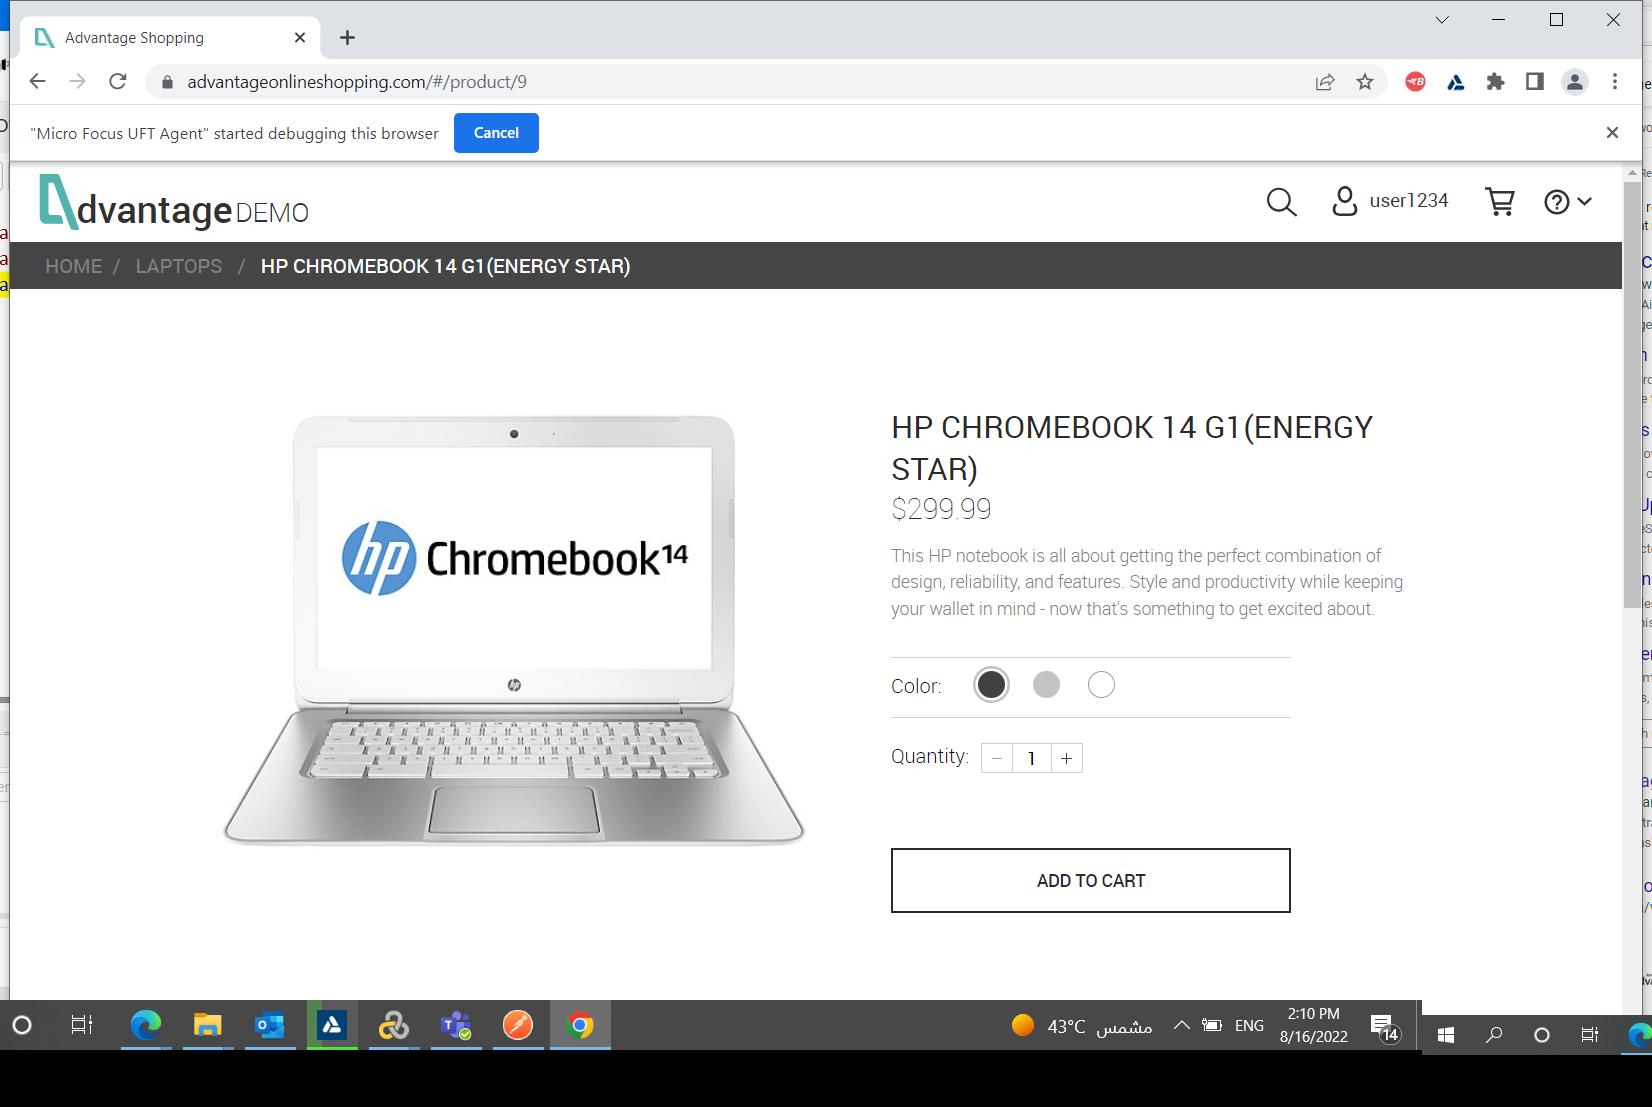 Advantage Shopping
advantageonlineshopping.com/#/product/9
"Micro Focus UFT Agent" started debugging this browser
Cancel
dvantage DEMO
user1234
HOME / LAPTOPS / HP CHROMEBOOK 14 G1(ENERGY STAR)
hp Chromebook14
hp
HP CHROMEBOOK 14 G1(ENERGY
STAR)
$299.99
This HP notebook is all about getting the perfect combination of
design, reliability, and features. Style and productivity while keeping
your wallet in mind - now that's something to get excited about.
Color:
Quantity: − 1 +
ADD TO CART
43°C مشمس
ENG
2:10 PM
8/16/2022
14